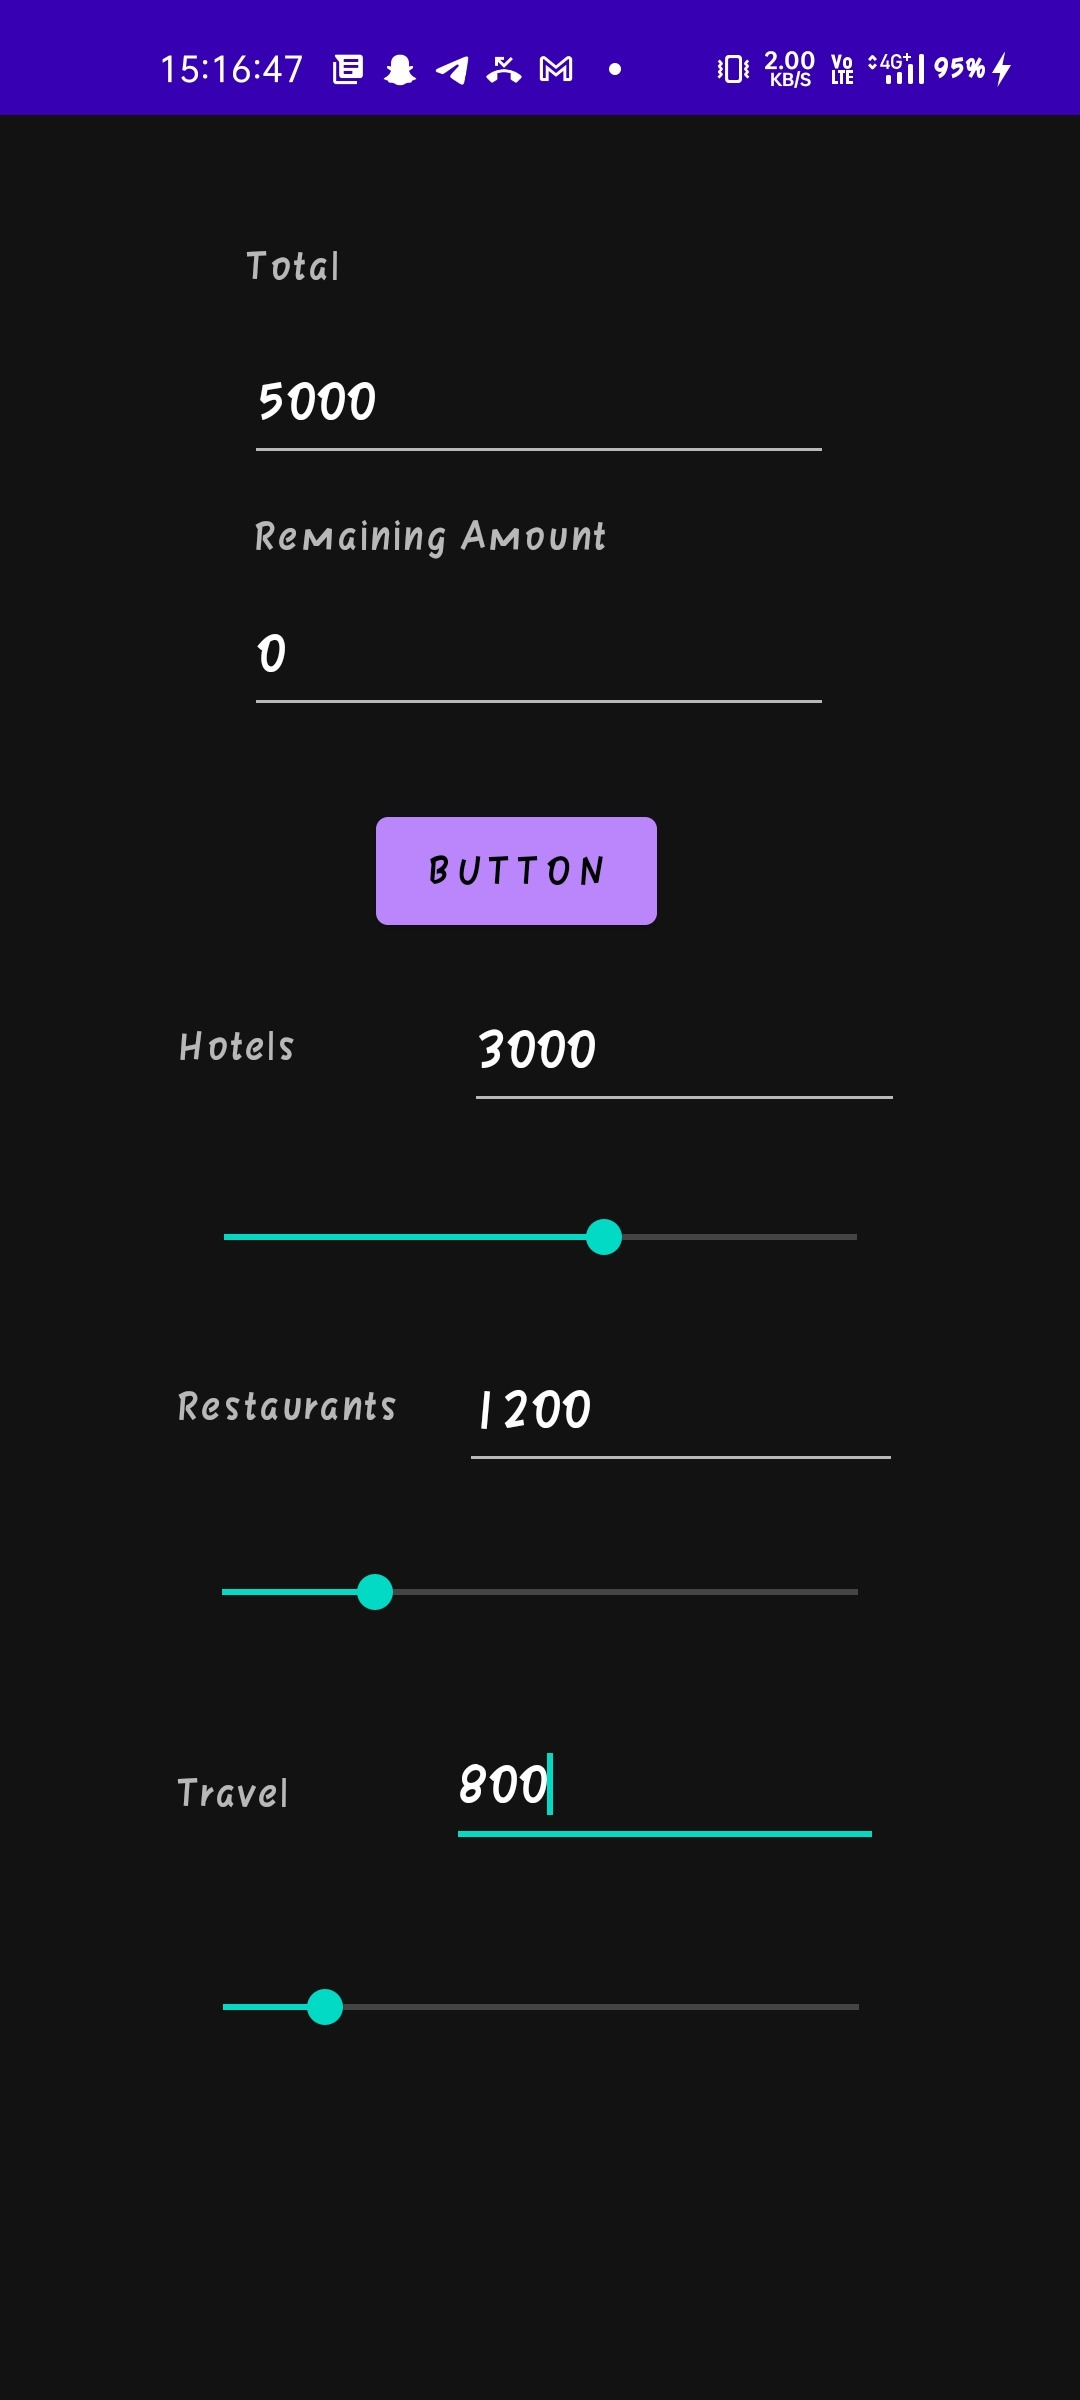 15:16:47 2.00 KB/S Vo LTE 4G+ 95%
Total
5000
Remaining Amount
0
BUTTON
Hotels 3000
Restaurants 1200
Travel 800